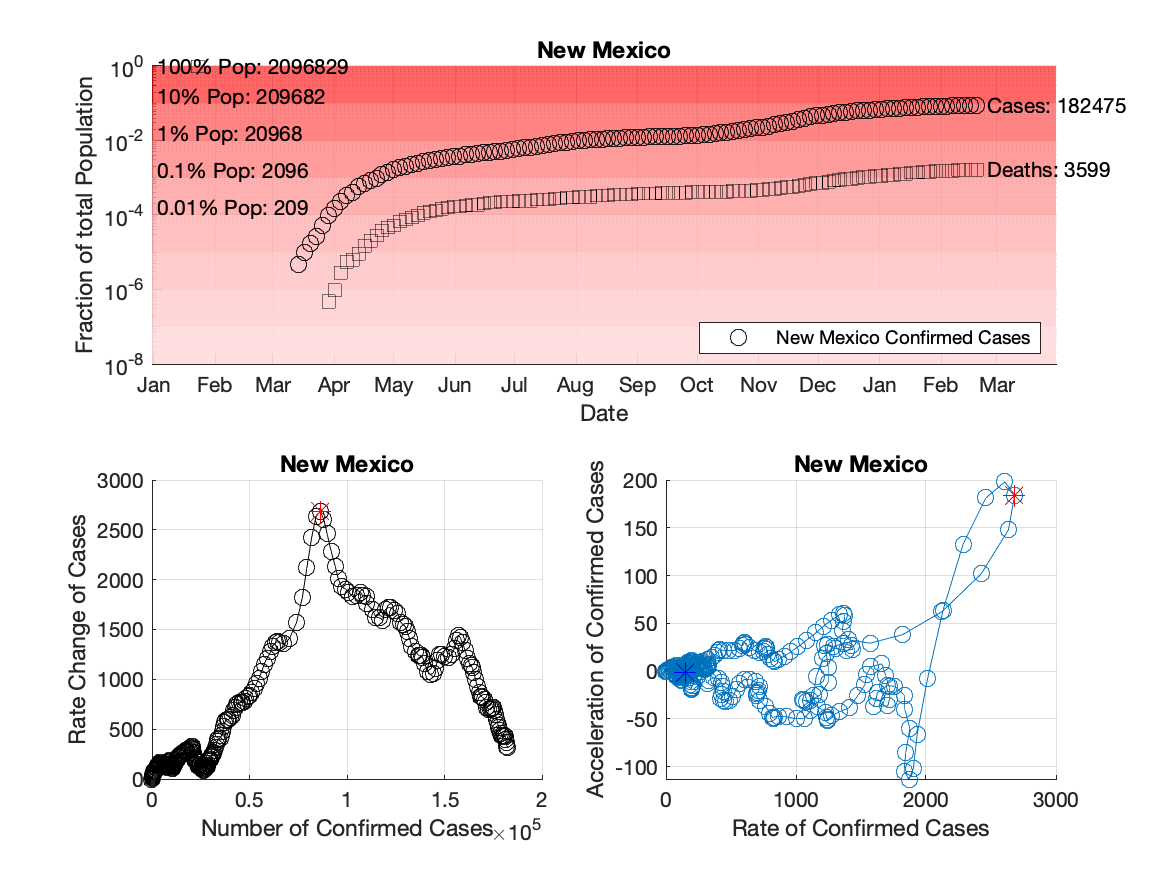 New Mexico
10^0
100% Pop: 2096829
10% Pop: 209682
Cases: 182475
10^-2
1% Pop: 20968
0.1% Pop: 2096
Deaths: 3599
10^-4
0.01% Pop: 209
10^-6
10^-8
Fraction of total Population
New Mexico Confirmed Cases
Jan Feb Mar Apr May Jun Jul Aug Sep Oct Nov Dec Jan Feb Mar
Date
New Mexico
3000
2500
2000
1500
1000
500
0
Rate Change of Cases
0 0.5 1 1.5 2
Number of Confirmed Cases ×10^5
New Mexico
200
150
100
50
0
-50
-100
Acceleration of Confirmed Cases
0 1000 2000 3000
Rate of Confirmed Cases